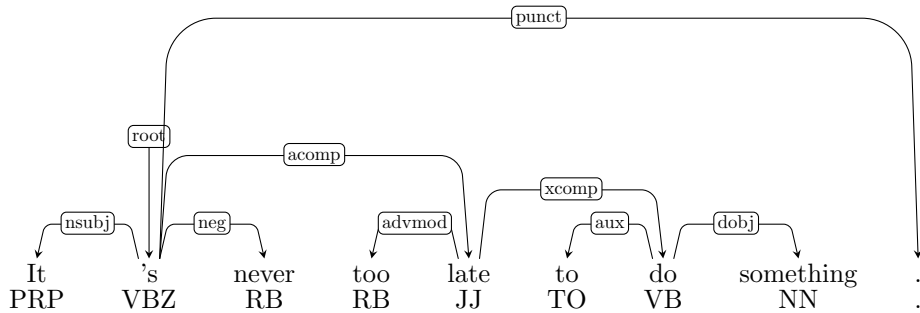 punct
root
acomp
xcomp
nsubj neg advmod aux dobj
It 's never too late to do something .
PRP VBZ RB RB JJ TO VB NN .